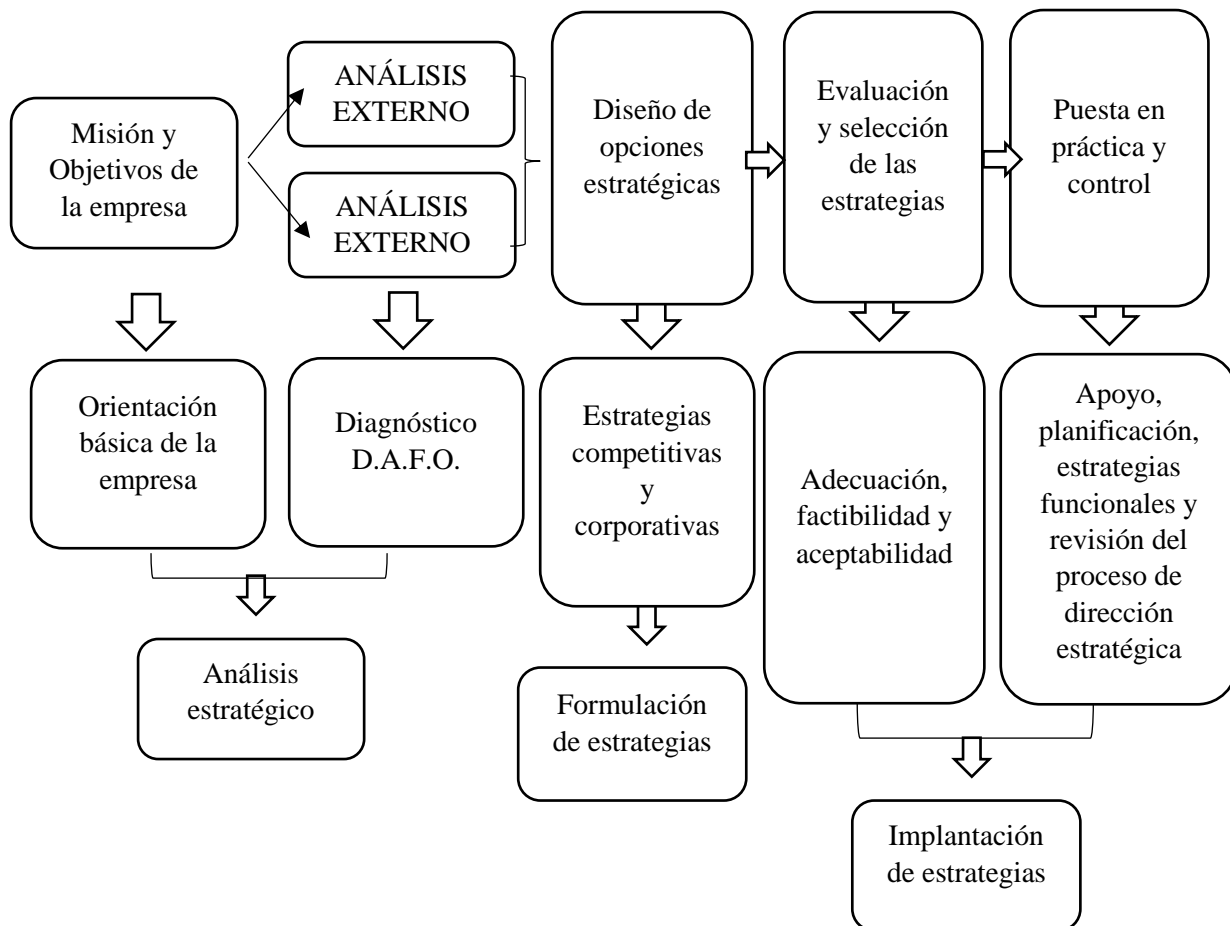 Misión y
Objetivos de
la empresa
ANÁLISIS
EXTERNO
ANÁLISIS
EXTERNO
Diseño de
opciones
estratégicas
Evaluación
y selección
de las
estrategias
Puesta en
práctica y
control
Orientación
básica de la
empresa
Diagnóstico
D.A.F.O.
Estrategias
competitivas
y
corporativas
Adecuación,
factibilidad y
aceptabilidad
Apoyo,
planificación,
estrategias
funcionales y
revisión del
proceso de
dirección
estratégica
Análisis
estratégico
Formulación
de estrategias
Implantación
de estrategias